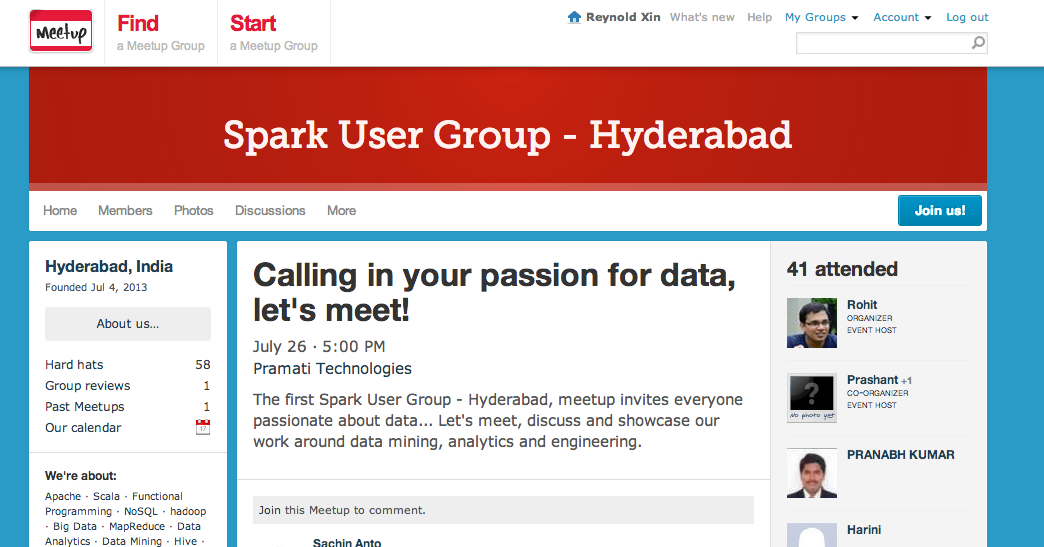 Meetup
Find
a Meetup Group
Start
a Meetup Group
Reynold Xin What's new Help My Groups Account Log out
Spark User Group - Hyderabad
Home Members Photos Discussions More
Join us!
Hyderabad, India
Founded Jul 4, 2013
About us...
Hard hats 58
Group reviews 1
Past Meetups 1
Our calendar 17
We're about:
Apache · Scala · Functional
Programming · NoSQL · hadoop
· Big Data · MapReduce · Data
Analytics · Data Mining · Hive ·
Calling in your passion for data,
let's meet!
July 26 · 5:00 PM
Pramati Technologies
The first Spark User Group - Hyderabad, meetup invites everyone
passionate about data... Let's meet, discuss and showcase our
work around data mining, analytics and engineering.
Join this Meetup to comment.
Sachin Anto
41 attended
Rohit
ORGANIZER
EVENT HOST
?
No photo yet
Prashant +1
CO-ORGANIZER
EVENT HOST
PRANABH KUMAR
Harini